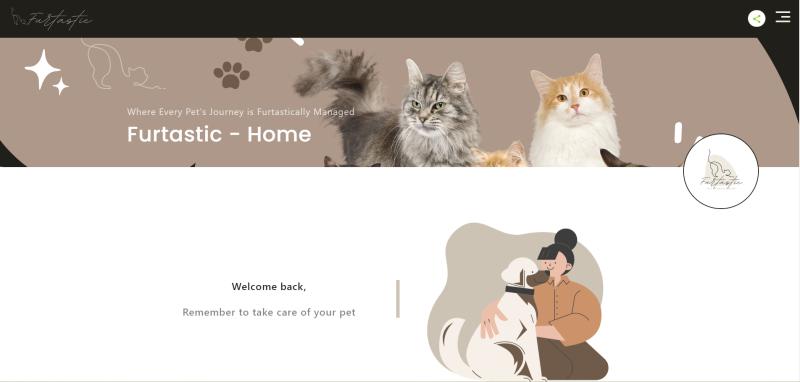 Furtastic
Where Every Pet's Journey is Furtastically Managed
Furtastic - Home
Furtastic
Welcome back,
Remember to take care of your pet